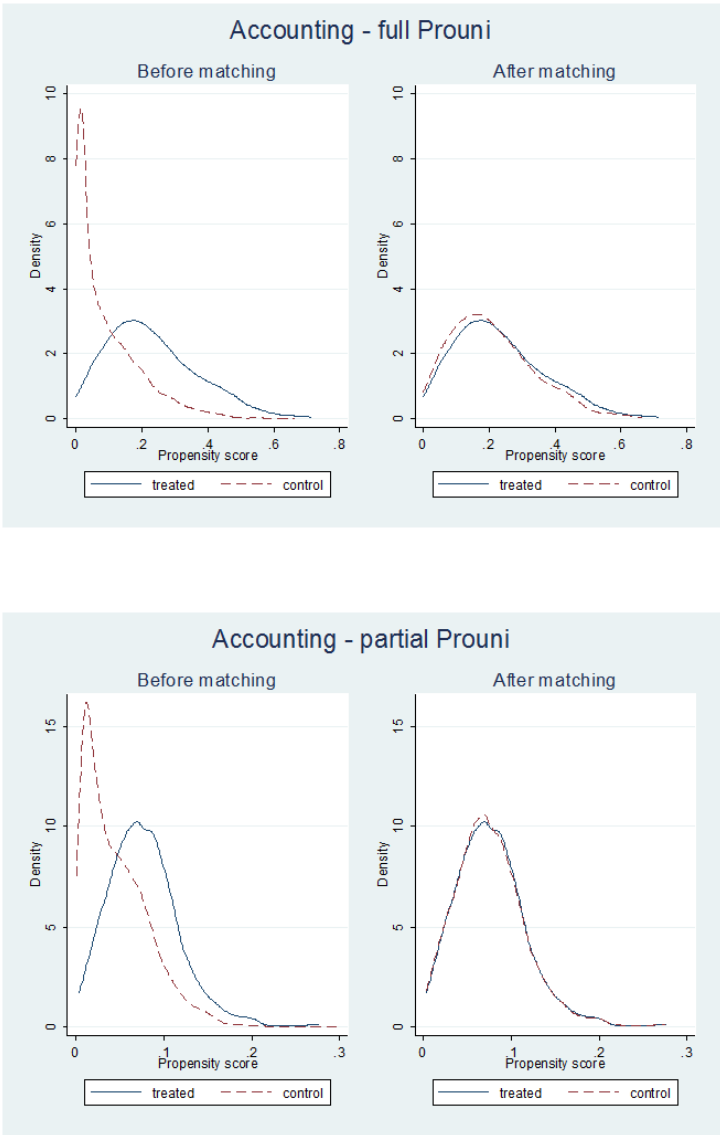 Accounting - full Prouni
Before matching
After matching
10
8
6
4
2
0
Density
0 .2 .4 .6 .8
Propensity score
treated control
10
8
6
4
2
0
Density
0 .2 .4 .6 .8
Propensity score
treated control
Accounting - partial Prouni
Before matching
After matching
15
10
5
0
Density
0 .1 .2 .3
Propensity score
treated control
15
10
5
0
Density
0 .1 .2 .3
Propensity score
treated control